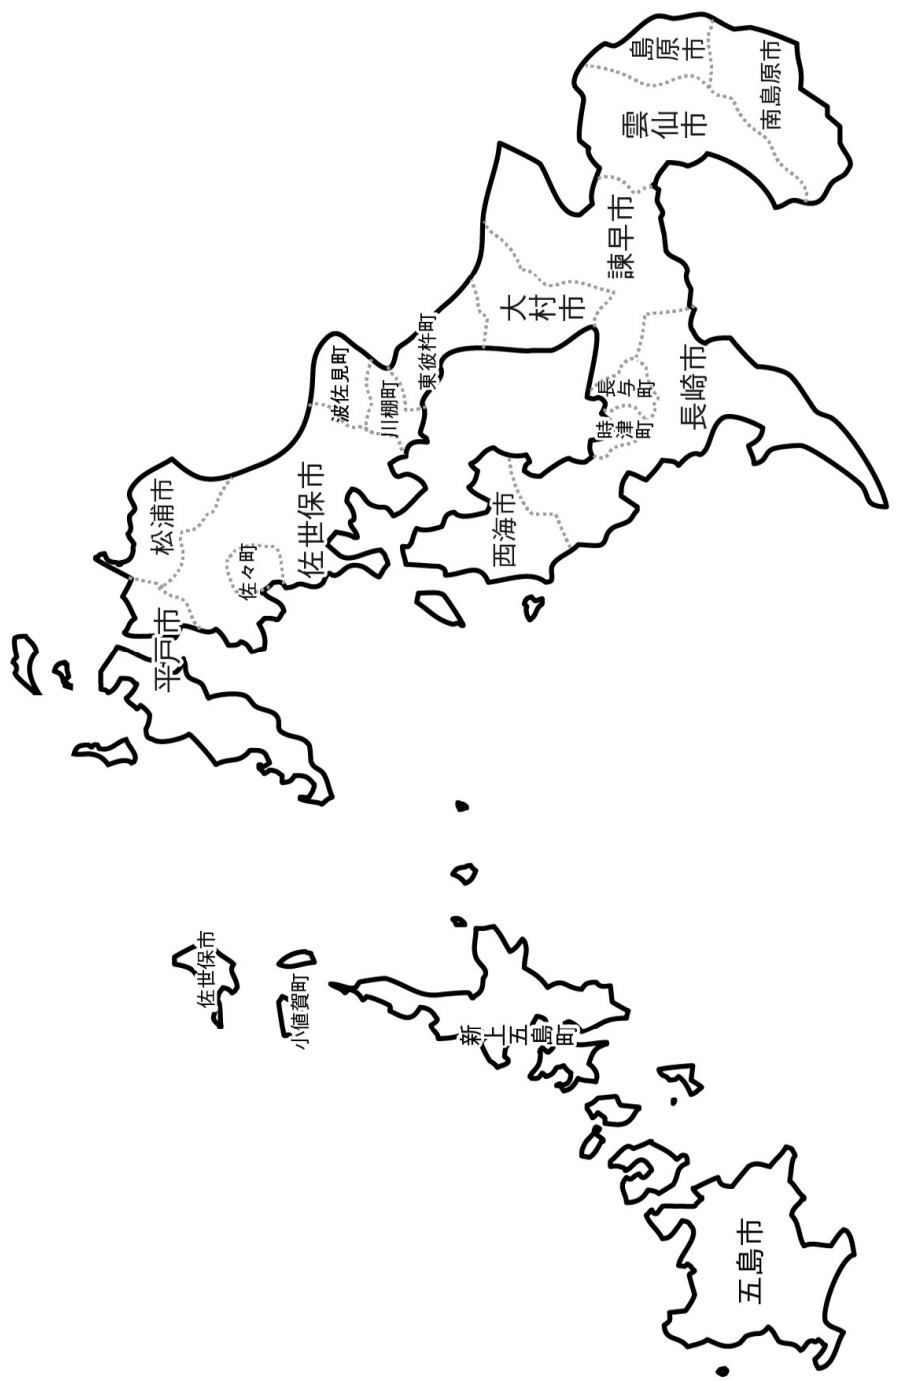 平戸市
松浦市
佐々町
佐世保市
波佐見町
川棚町
東彼杵町
西海市
大村市
時津町
長与町
長崎市
諫早市
雲仙市
島原市
南島原市
佐世保市
小値賀町
新上五島町
五島市